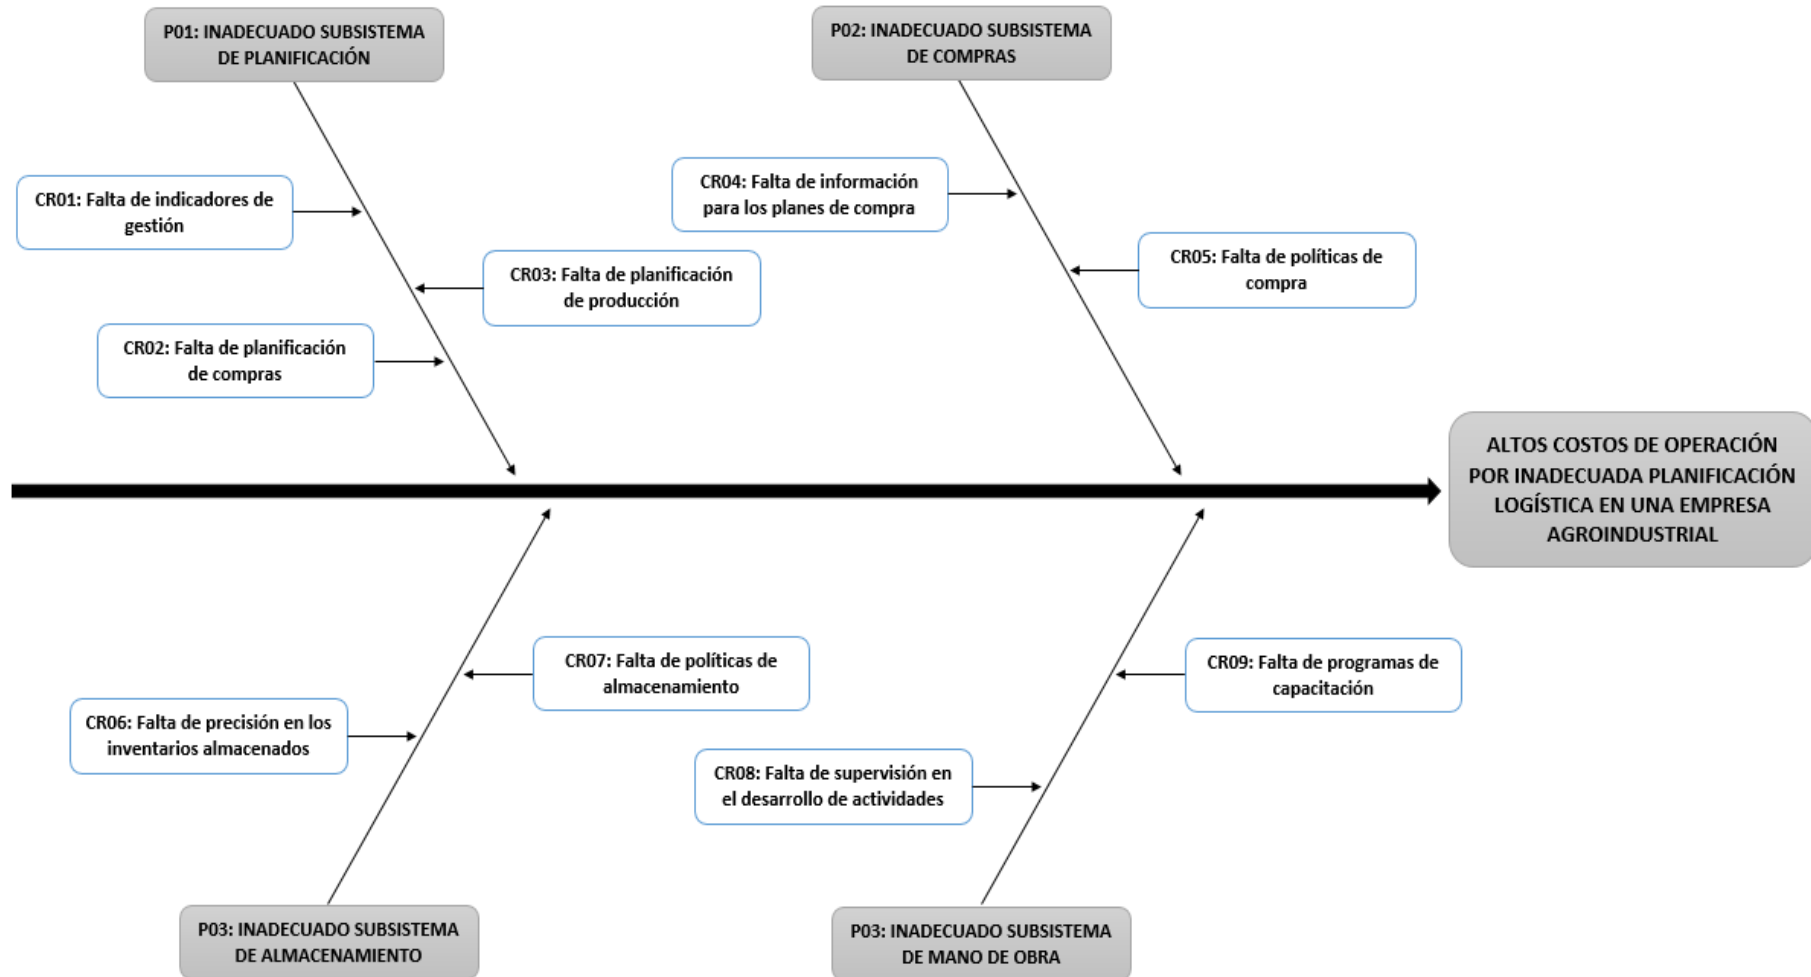 P01: INADECUADO SUBSISTEMA
DE PLANIFICACIÓN
P02: INADECUADO SUBSISTEMA
DE COMPRAS
CR01: Falta de indicadores de
gestión
CR03: Falta de planificación
de producción
CR02: Falta de planificación
de compras
CR04: Falta de información
para los planes de compra
CR05: Falta de políticas de
compra
ALTOS COSTOS DE OPERACIÓN
POR INADECUADA PLANIFICACIÓN
LOGÍSTICA EN UNA EMPRESA
AGROINDUSTRIAL
CR07: Falta de políticas de
almacenamiento
CR06: Falta de precisión en los
inventarios almacenados
CR09: Falta de programas de
capacitación
CR08: Falta de supervisión en
el desarrollo de actividades
P03: INADECUADO SUBSISTEMA
DE ALMACENAMIENTO
P03: INADECUADO SUBSISTEMA
DE MANO DE OBRA